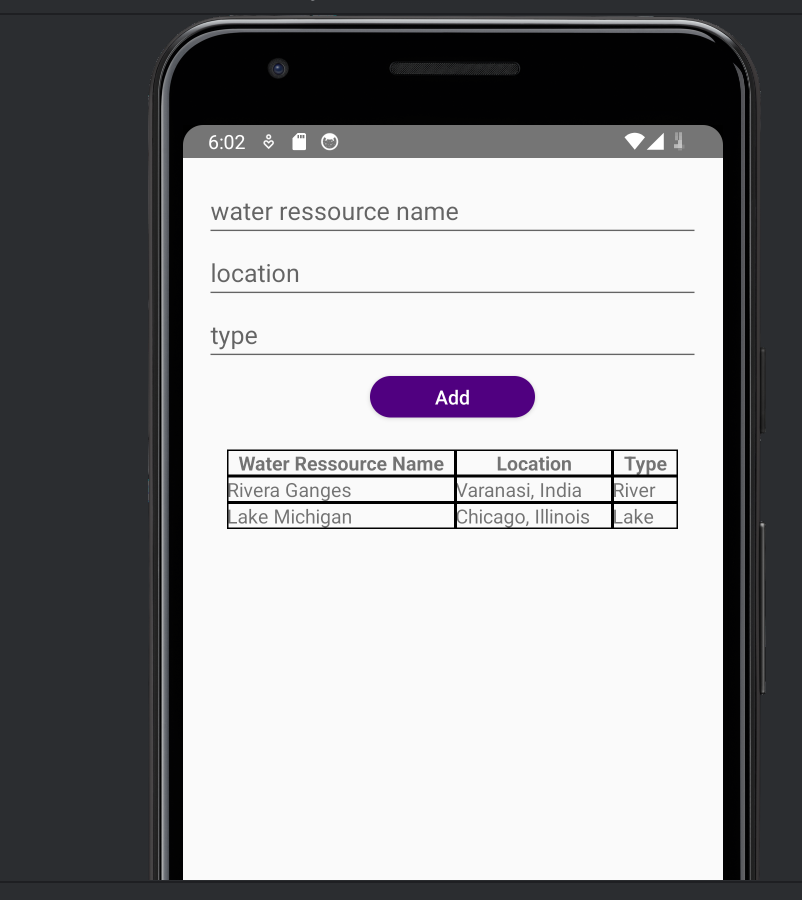 6:02
water ressource name
location
type
Add
Water Ressource Name Location Type
Rivera Ganges Varanasi, India River
Lake Michigan Chicago, Illinois Lake